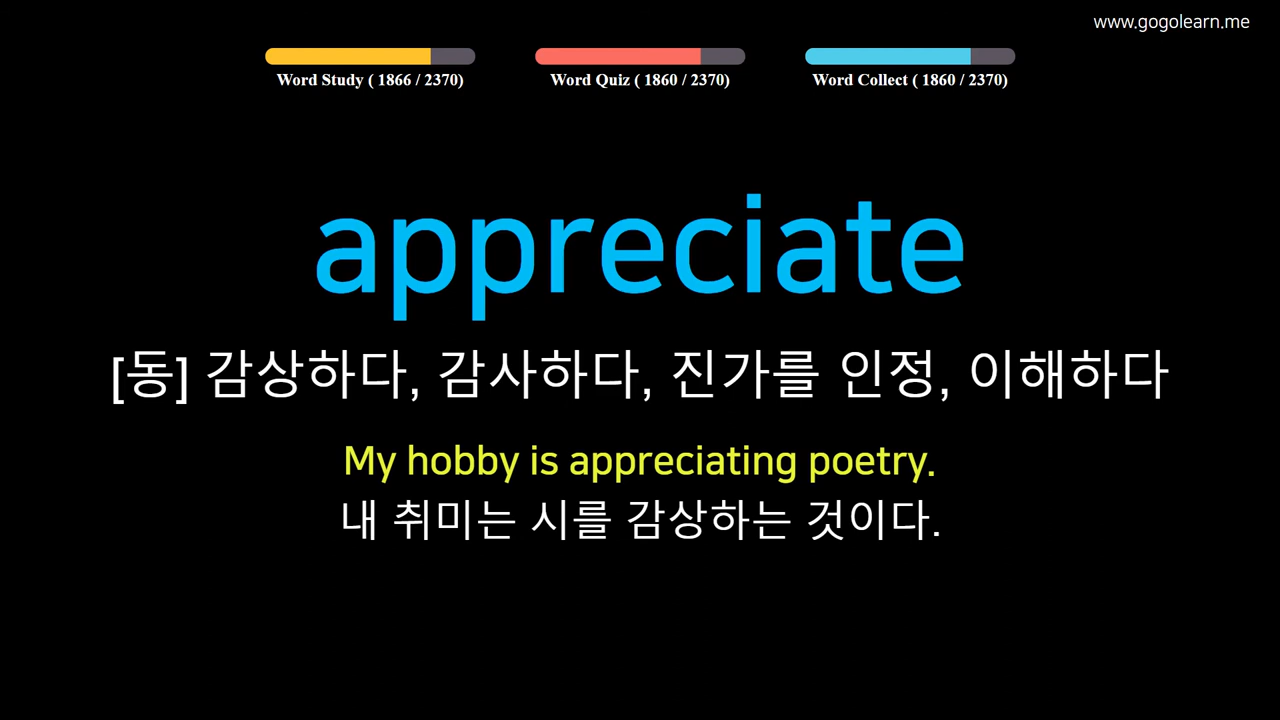 www.gogolearn.me
Word Study ( 1866 / 2370)
Word Quiz ( 1860 / 2370)
Word Collect ( 1860 / 2370)
appreciate
[동] 감상하다, 감사하다, 진가를 인정, 이해하다
My hobby is appreciating poetry.
내 취미는 시를 감상하는 것이다.